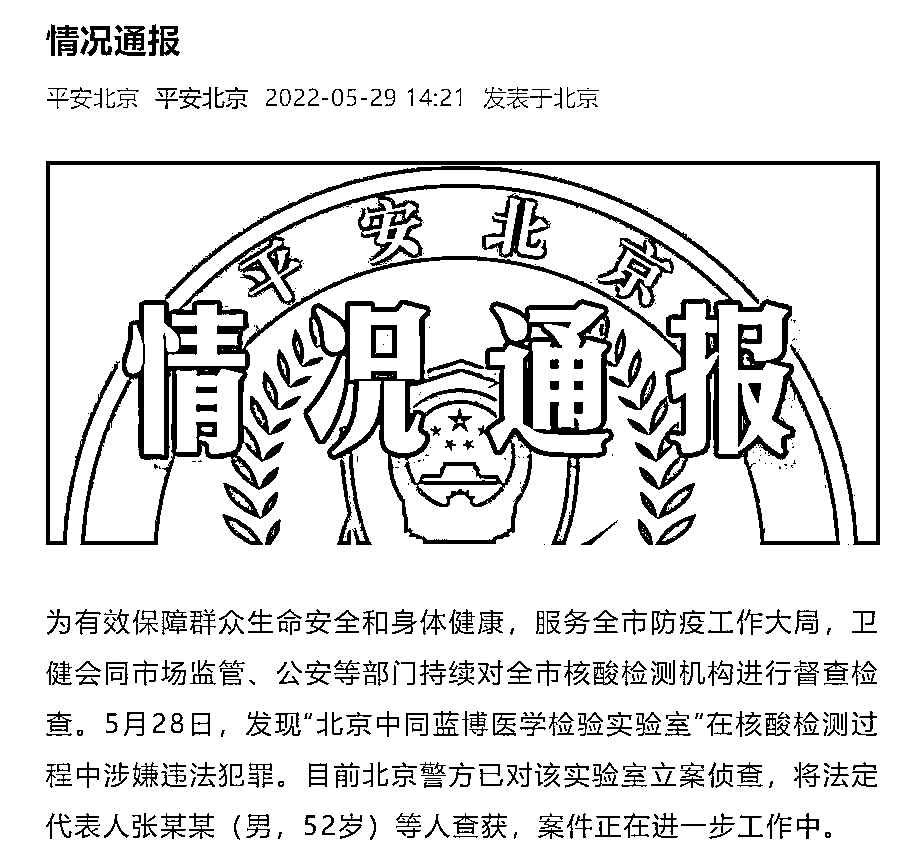 情况通报
平安北京 平安北京 2022-05-29 14:21 发表于北京
平安北京
情况通报
为有效保障群众生命安全和身体健康，服务全市防疫工作大局，卫
健会同市场监管、公安等部门持续对全市核酸检测机构进行督查检
查。5月28日，发现“北京中同蓝博医学检验实验室”在核酸检测过
程中涉嫌违法犯罪。目前北京警方已对该实验室立案侦查，将法定
代表人张某某（男，52岁）等人查获，案件正在进一步工作中。